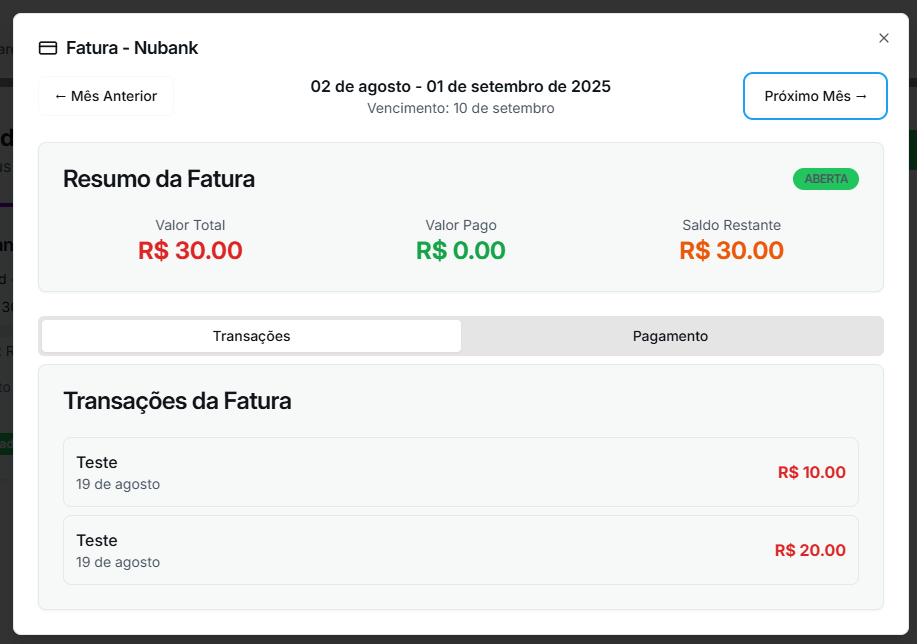 Fatura - Nubank
← Mês Anterior
02 de agosto - 01 de setembro de 2025
Vencimento: 10 de setembro
Próximo Mês →
Resumo da Fatura
ABERTA
Valor Total
R$ 30.00
Valor Pago
R$ 0.00
Saldo Restante
R$ 30.00
Transações
Pagamento
Transações da Fatura
Teste
19 de agosto
R$ 10.00
Teste
19 de agosto
R$ 20.00